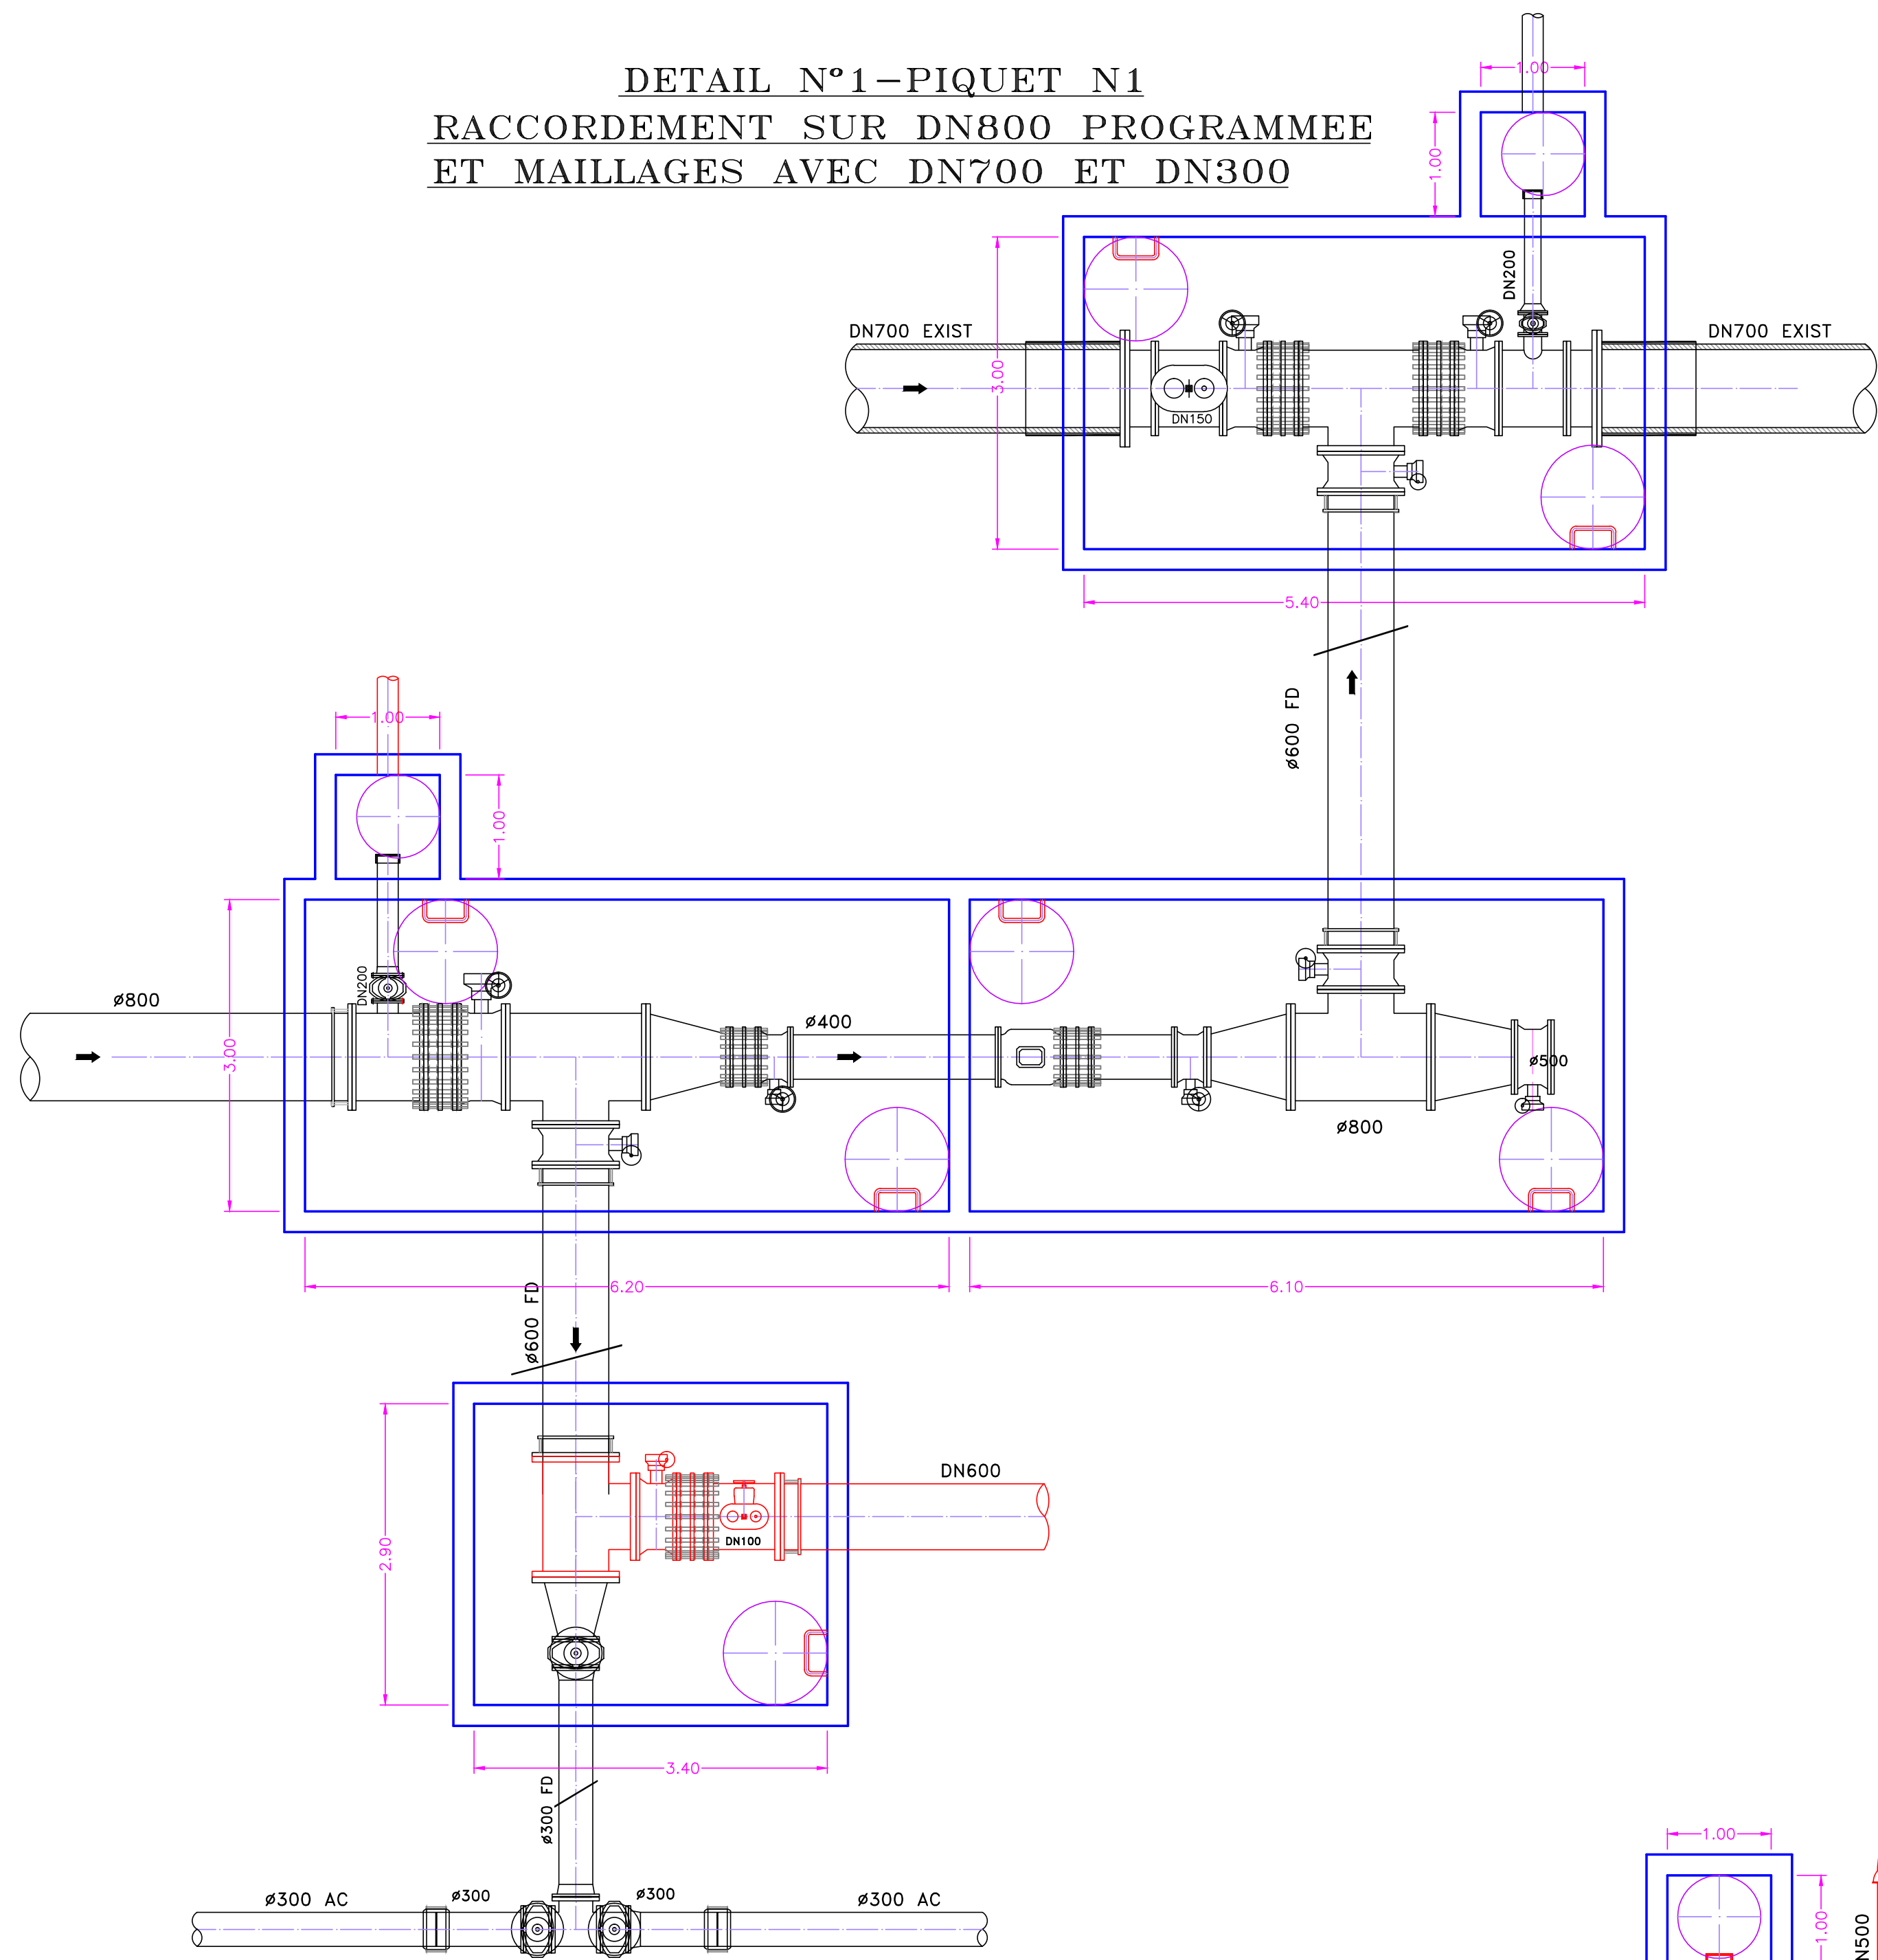 DETAIL N°1-PIQUET N1
RACCORDEMENT SUR DN800 PROGRAMMEE
ET MAILLAGES AVEC DN700 ET DN300
1.00
1.00
DN200
DN700 EXIST
DN700 EXIST
3.00
DN150
5.40
ø600 FD
1.00
1.00
DN200
ø800
3.00
ø400
ø500
ø800
6.20
6.10
ø600 FD
DN600
2.90
DN100
3.40
ø300 FD
1.00
1.00
ø300 AC
ø300
ø300
ø300 AC
N500